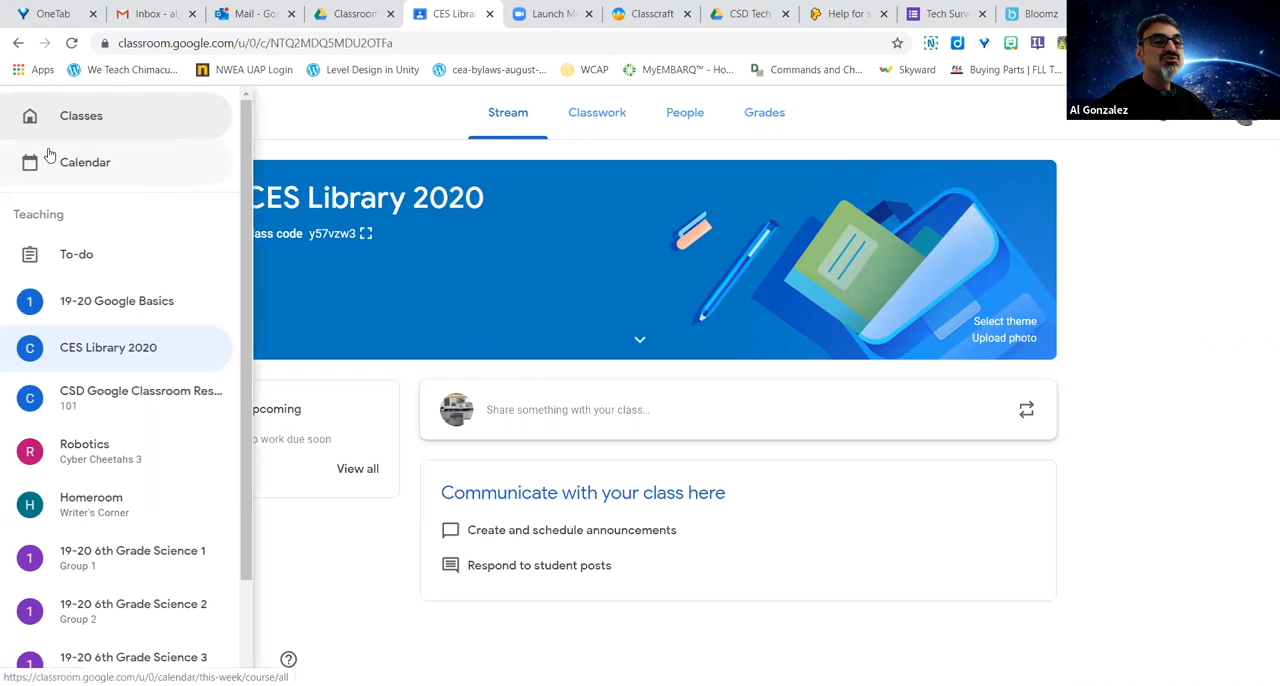 OneTab
Inbox - al
Mail - Go
Classroom
CES Libra
Launch M
Classcraft
CSD Tech
Help for s
Tech Surv
Bloomz
classroom.google.com/u/0/c/NTQ2MDQ5MDU2OTFa
Apps
We Teach Chimacu...
NWEA UAP Login
Level Design in Unity
cea-bylaws-august-...
WCAP
MyEMBARQ™ - Ho...
Commands and Ch...
Skyward
Buying Parts | FLL T...
Al Gonzalez
Classes
Calendar
Teaching
To-do
1 19-20 Google Basics
C CES Library 2020
C CSD Google Classroom Res...
101
R Robotics
Cyber Cheetahs 3
H Homeroom
Writer's Corner
1 19-20 6th Grade Science 1
Group 1
1 19-20 6th Grade Science 2
Group 2
1 19-20 6th Grade Science 3
https://classroom.google.com/u/0/calendar/this-week/course/all
Stream
Classwork
People
Grades
CES Library 2020
lass code y57vzw3
Select theme
Upload photo
pcoming
o work due soon
View all
Share something with your class...
Communicate with your class here
Create and schedule announcements
Respond to student posts